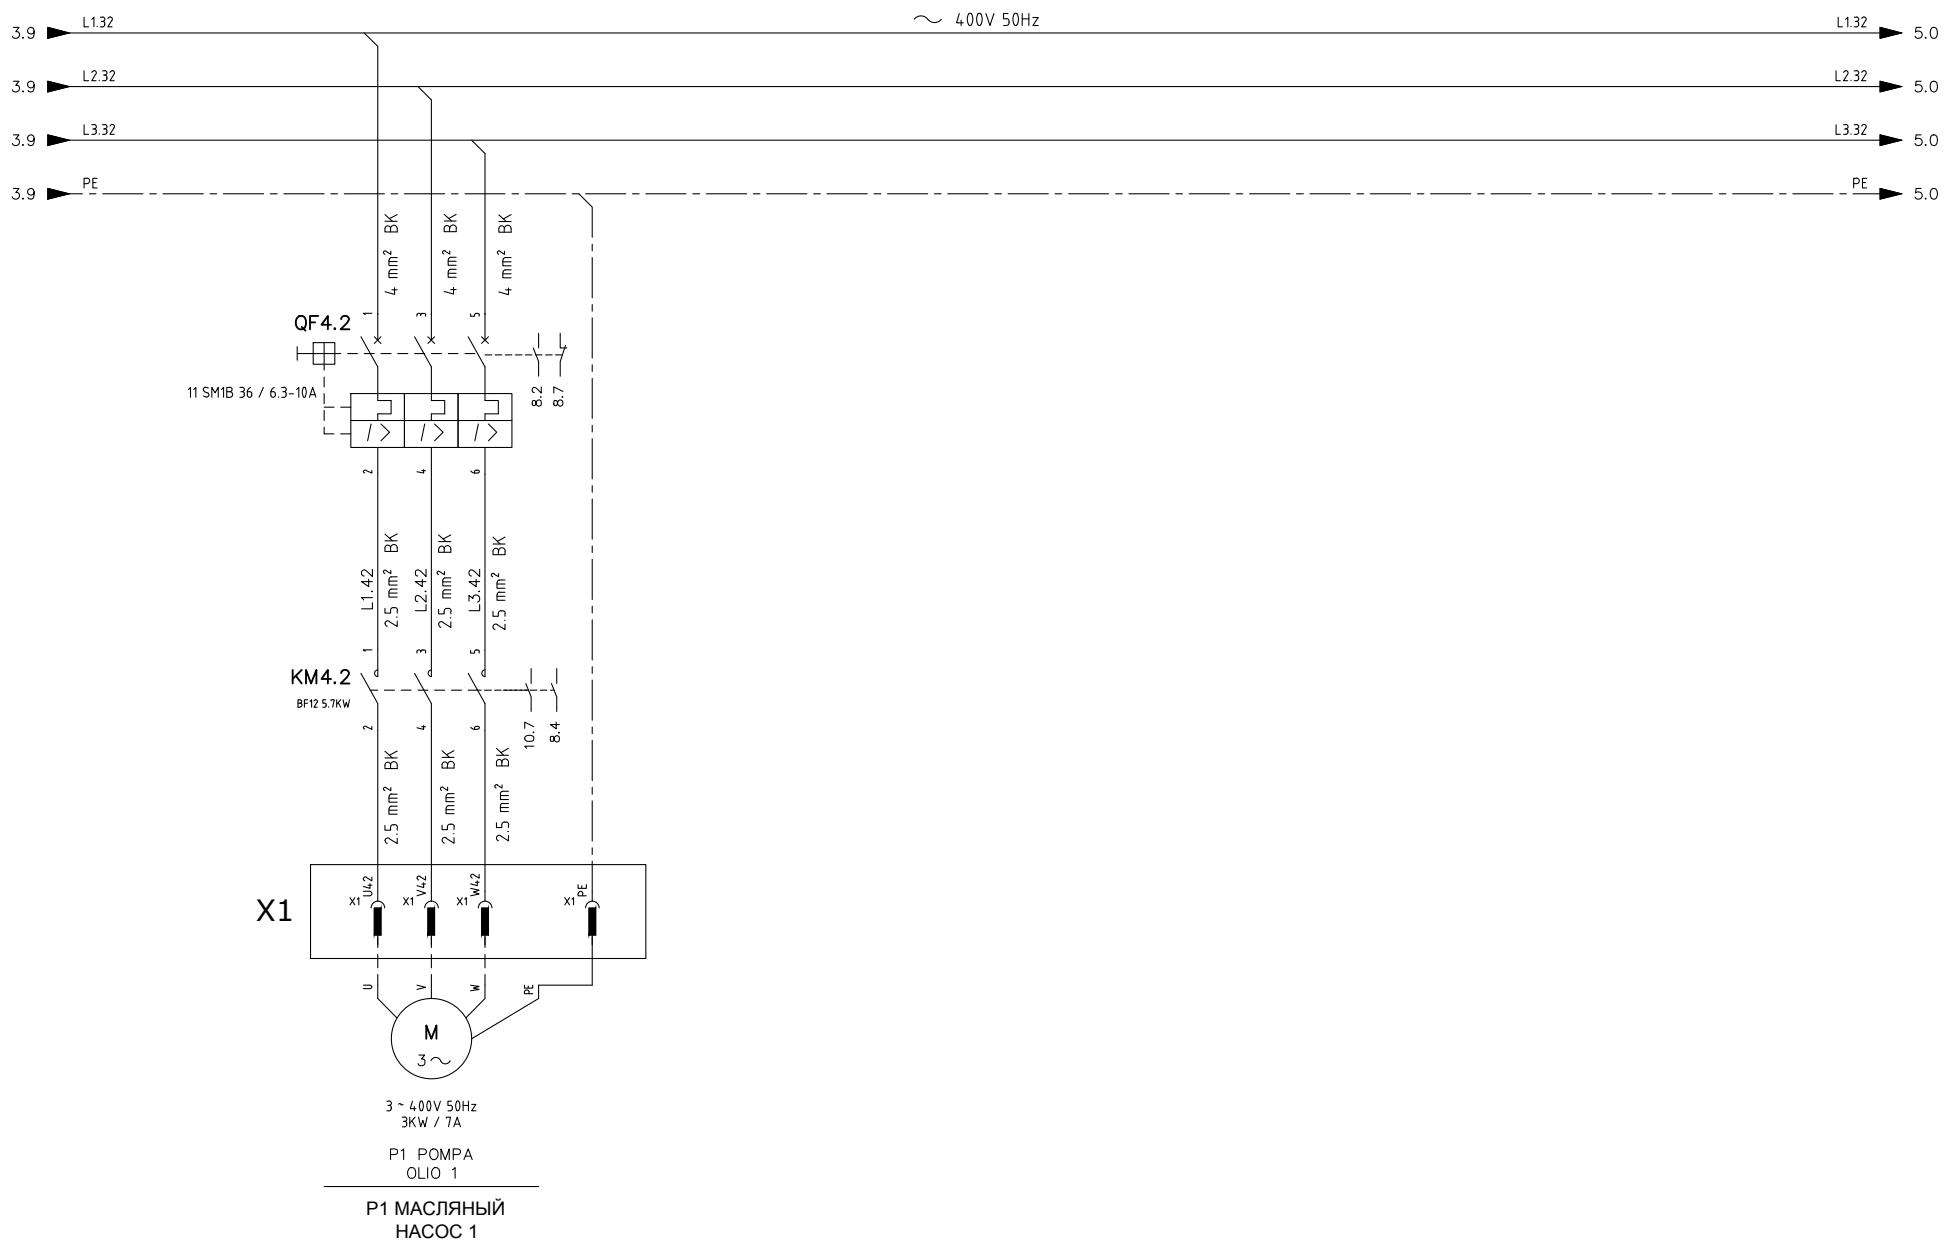 ∼ 400V 50Hz
3.9 L1.32 L1.32 5.0
3.9 L2.32 L2.32 5.0
3.9 L3.32 L3.32 5.0
3.9 PE PE 5.0
4 mm² BK 4 mm² BK 4 mm² BK
1 3 5
QF4.2
11 SM1B 36 / 6.3-10A
8.2 8.7
I > I > I >
2 4 6
L1.42 2.5 mm² BK L2.42 2.5 mm² BK L3.42 2.5 mm² BK
1 3 5
KM4.2
BF12 5.7KW
2 4 6
10.7 8.4
2.5 mm² BK 2.5 mm² BK 2.5 mm² BK
X1
X1 U42 X1 V42 X1 W42 X1 PE
U V W PE
M
3∼
3 ~ 400V 50Hz
3KW / 7A
P1 POMPA
OLIO 1
P1 МАСЛЯНЫЙ
НАСОС 1